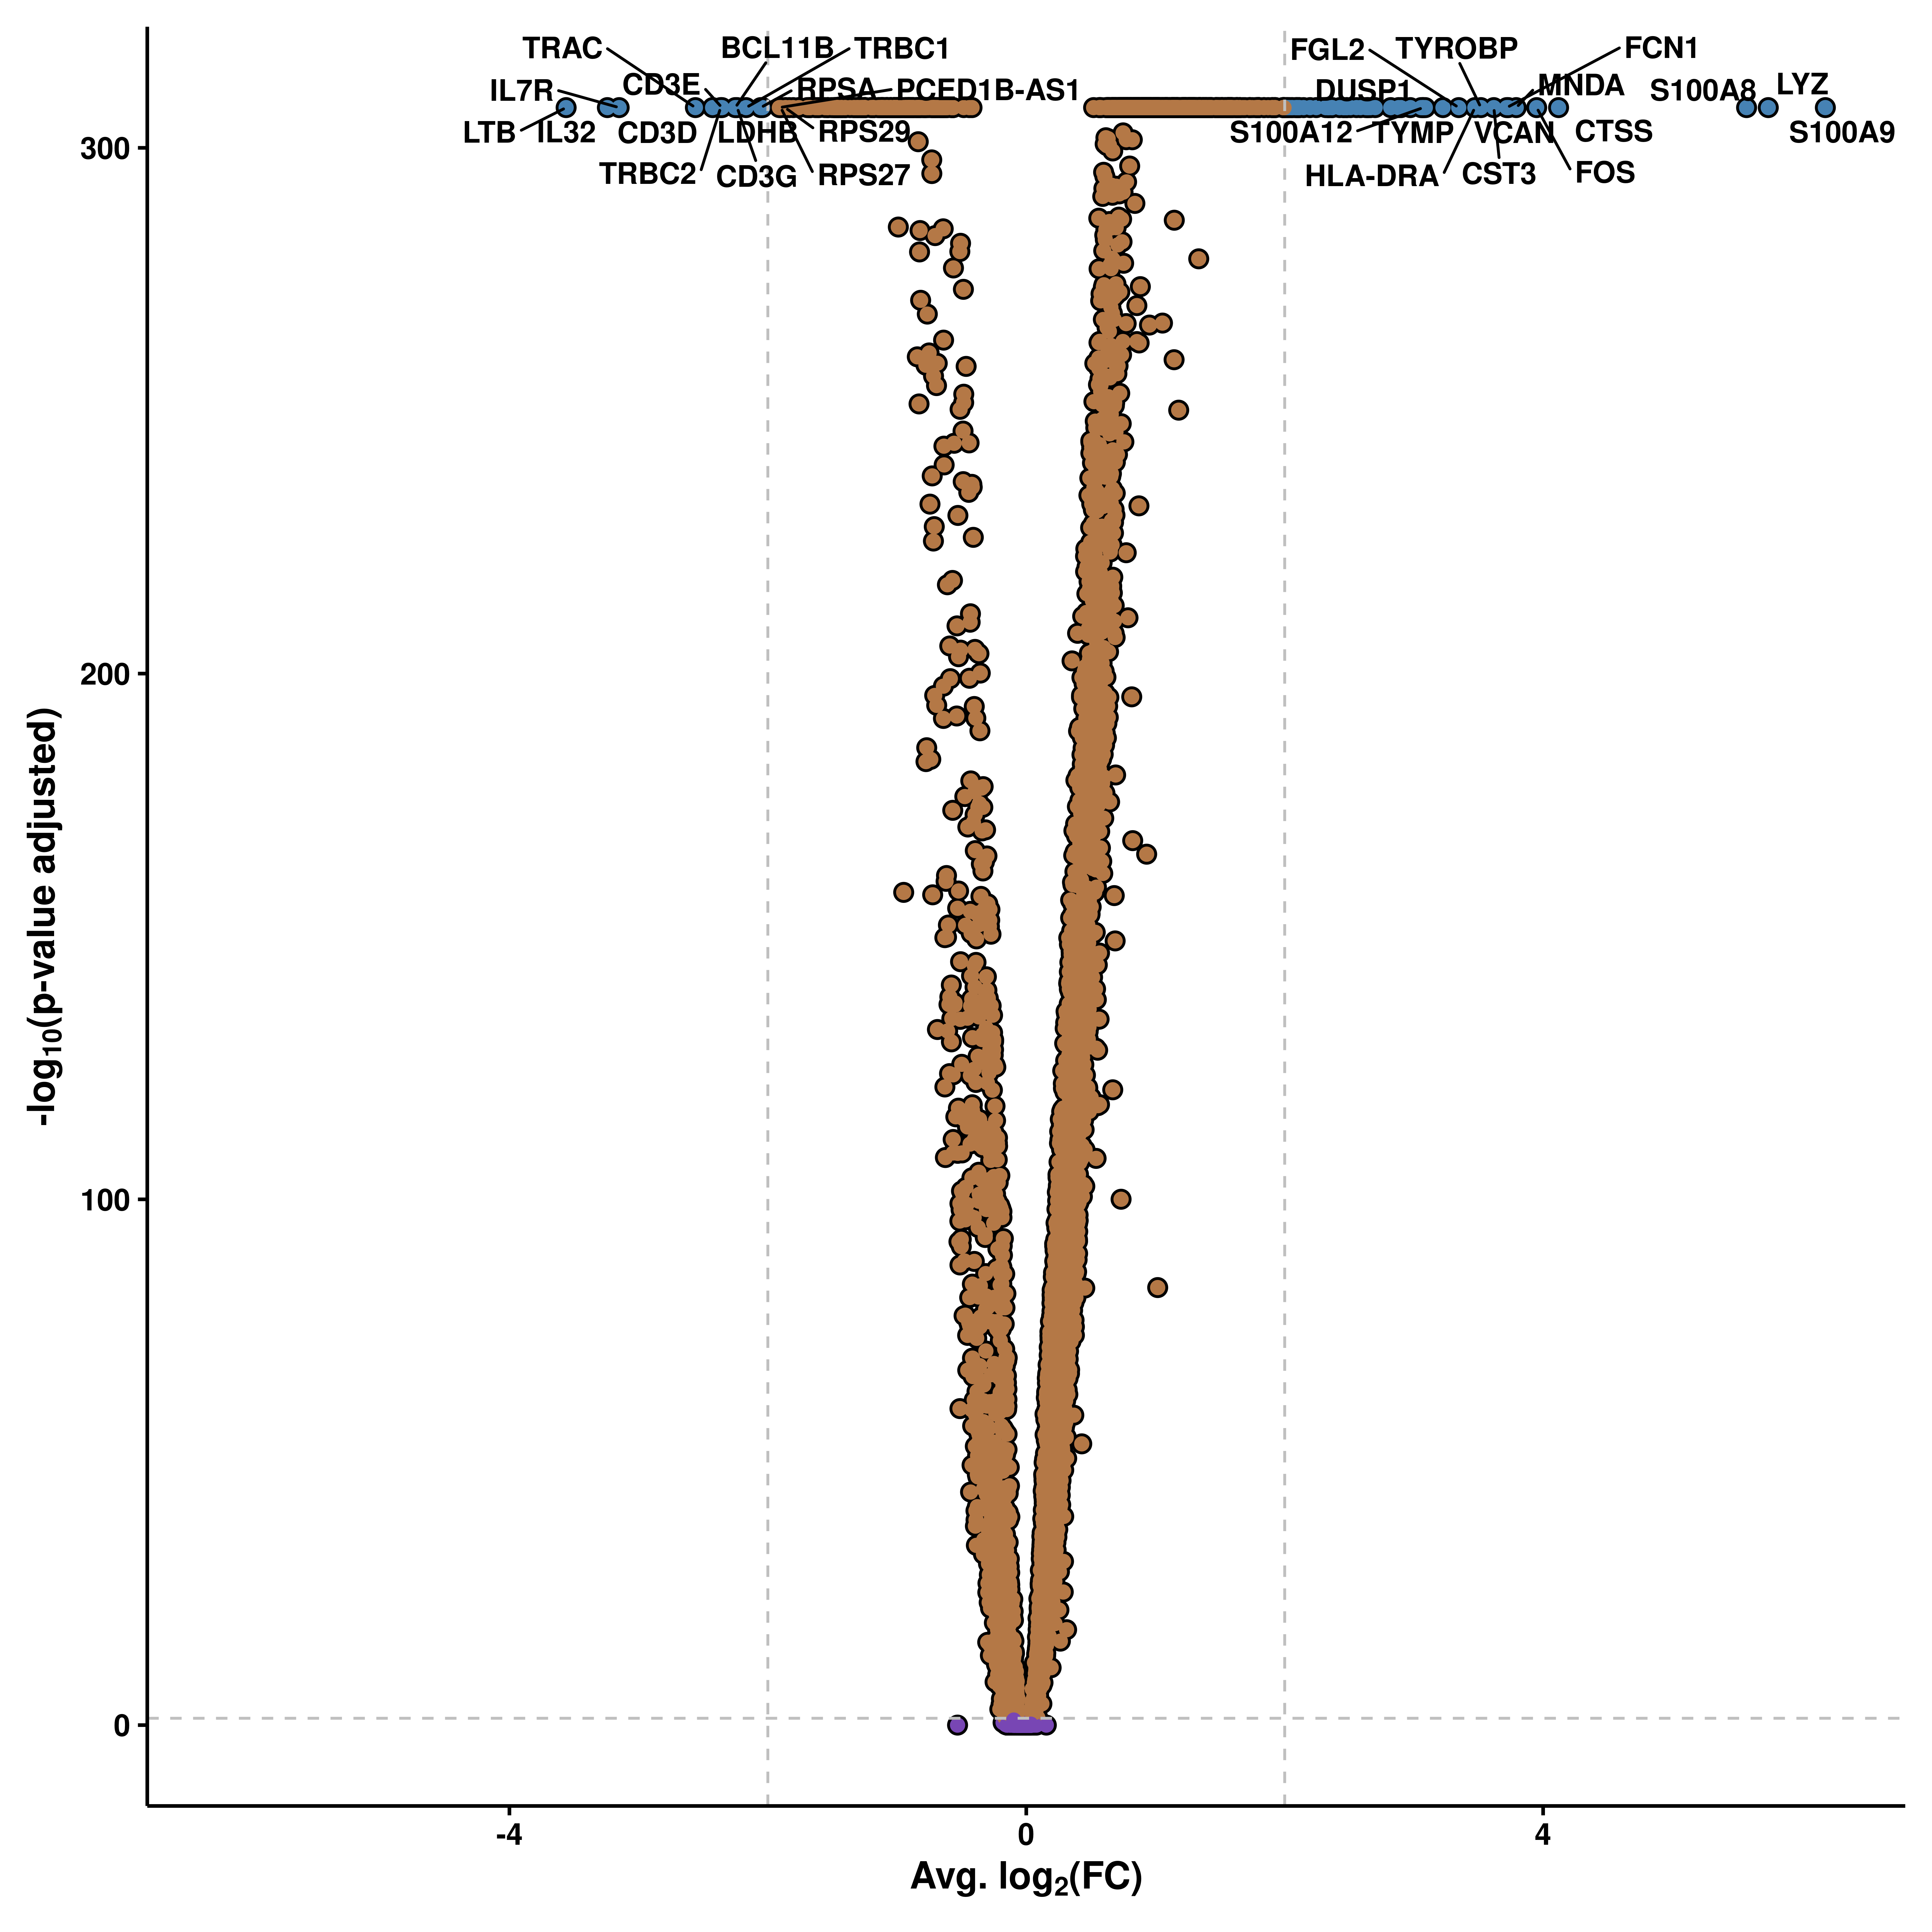 TRAC BCL11B TRBC1 FGL2 TYROBP FCN1
IL7R CD3E RPSA PCED1B-AS1 DUSP1 MNDA S100A8 LYZ
LTB IL32 CD3D LDHB RPS29 S100A12 TYMP VCAN CTSS S100A9
TRBC2 CD3G RPS27 HLA-DRA CST3 FOS
300
200
100
0
-log10(p-value adjusted)
-4 0 4
Avg. log2(FC)